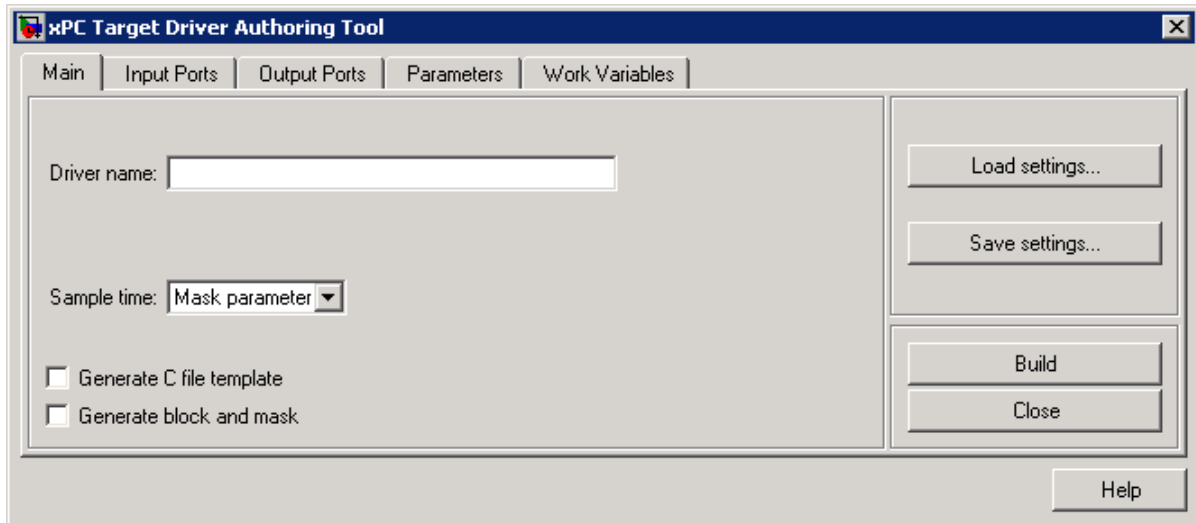 xPC Target Driver Authoring Tool
Main Input Ports Output Ports Parameters Work Variables
Driver name:
Load settings...
Save settings...
Sample time: Mask parameter
Generate C file template
Generate block and mask
Build
Close
Help